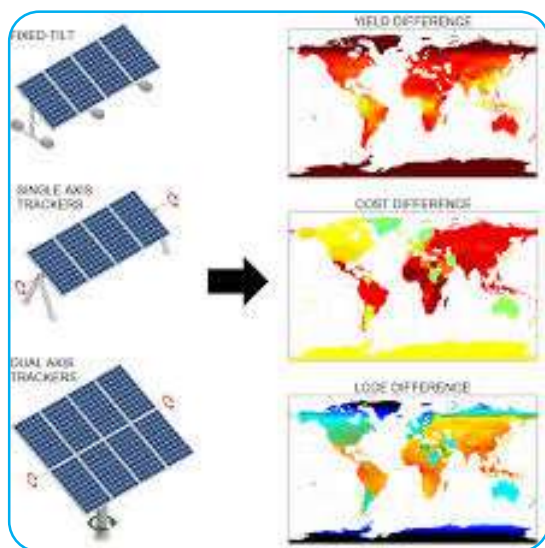 FIXED-TILT
YIELD DIFFERENCE
SINGLE AXIS
TRACKERS
COST DIFFERENCE
DUAL AXIS
TRACKERS
LCOE DIFFERENCE